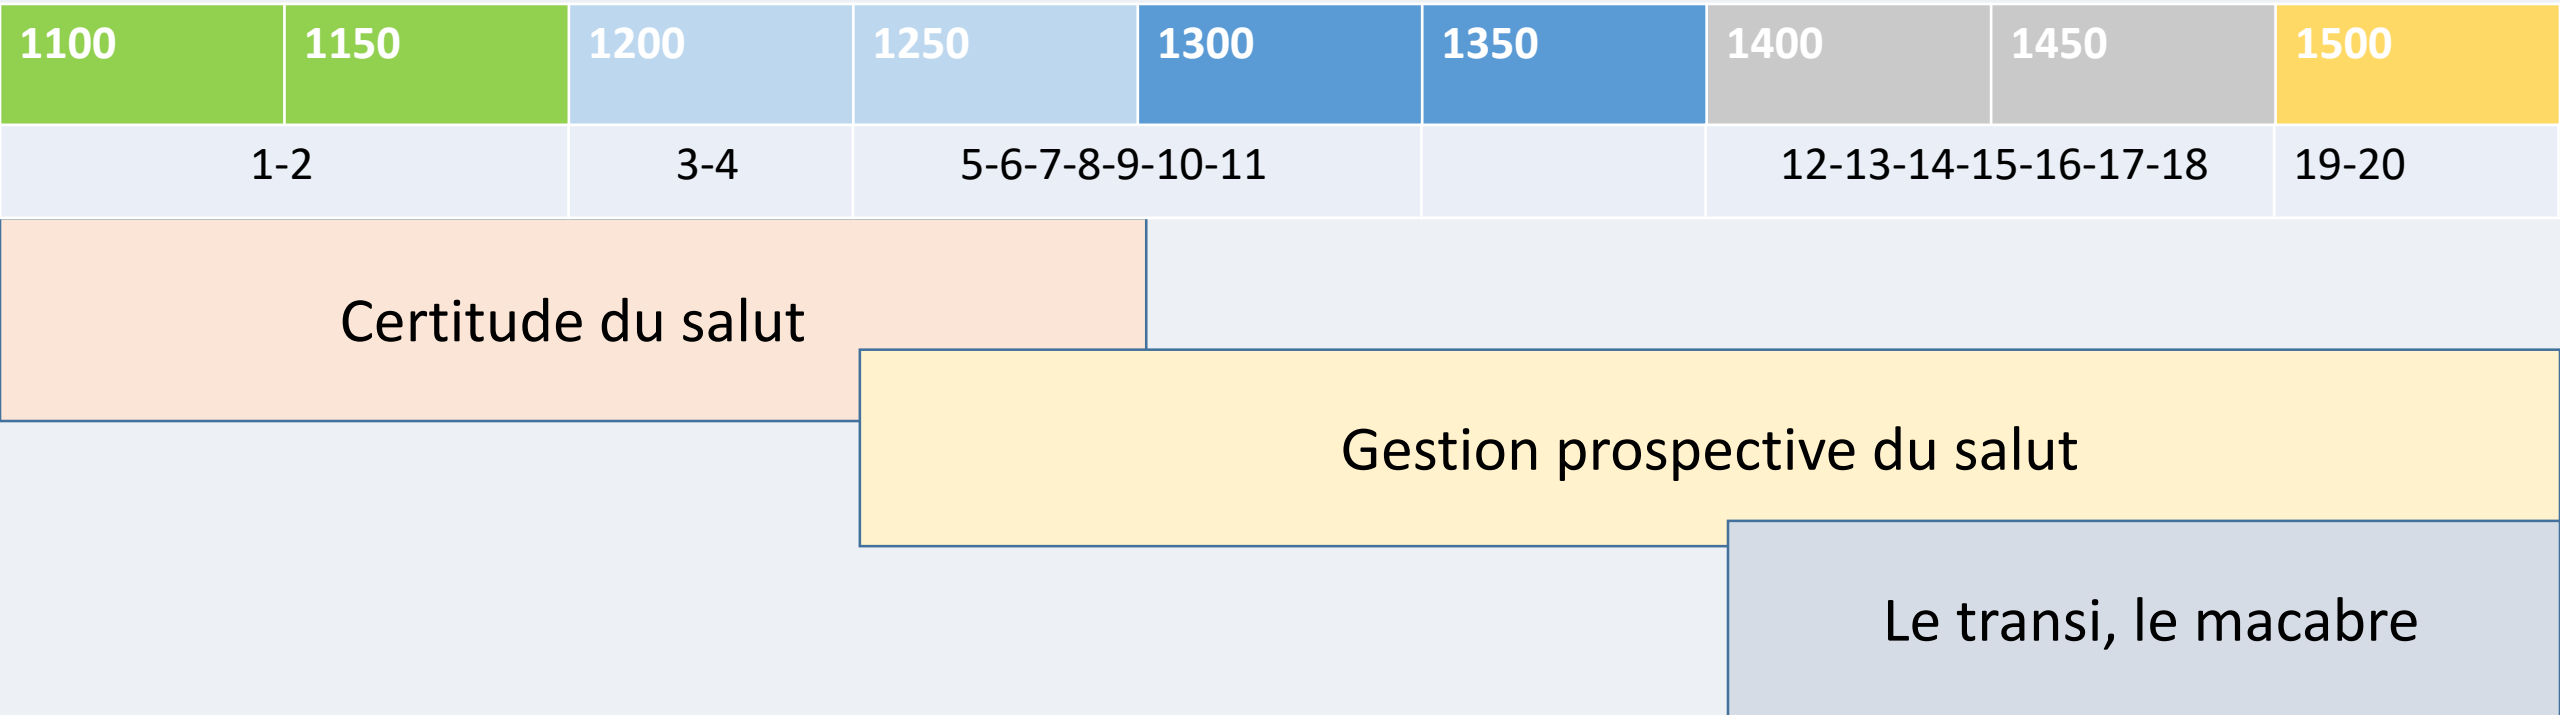 1100 1150 1200 1250 1300 1350 1400 1450 1500
1-2 3-4 5-6-7-8-9-10-11 12-13-14-15-16-17-18 19-20
Certitude du salut
Gestion prospective du salut
Le transi, le macabre